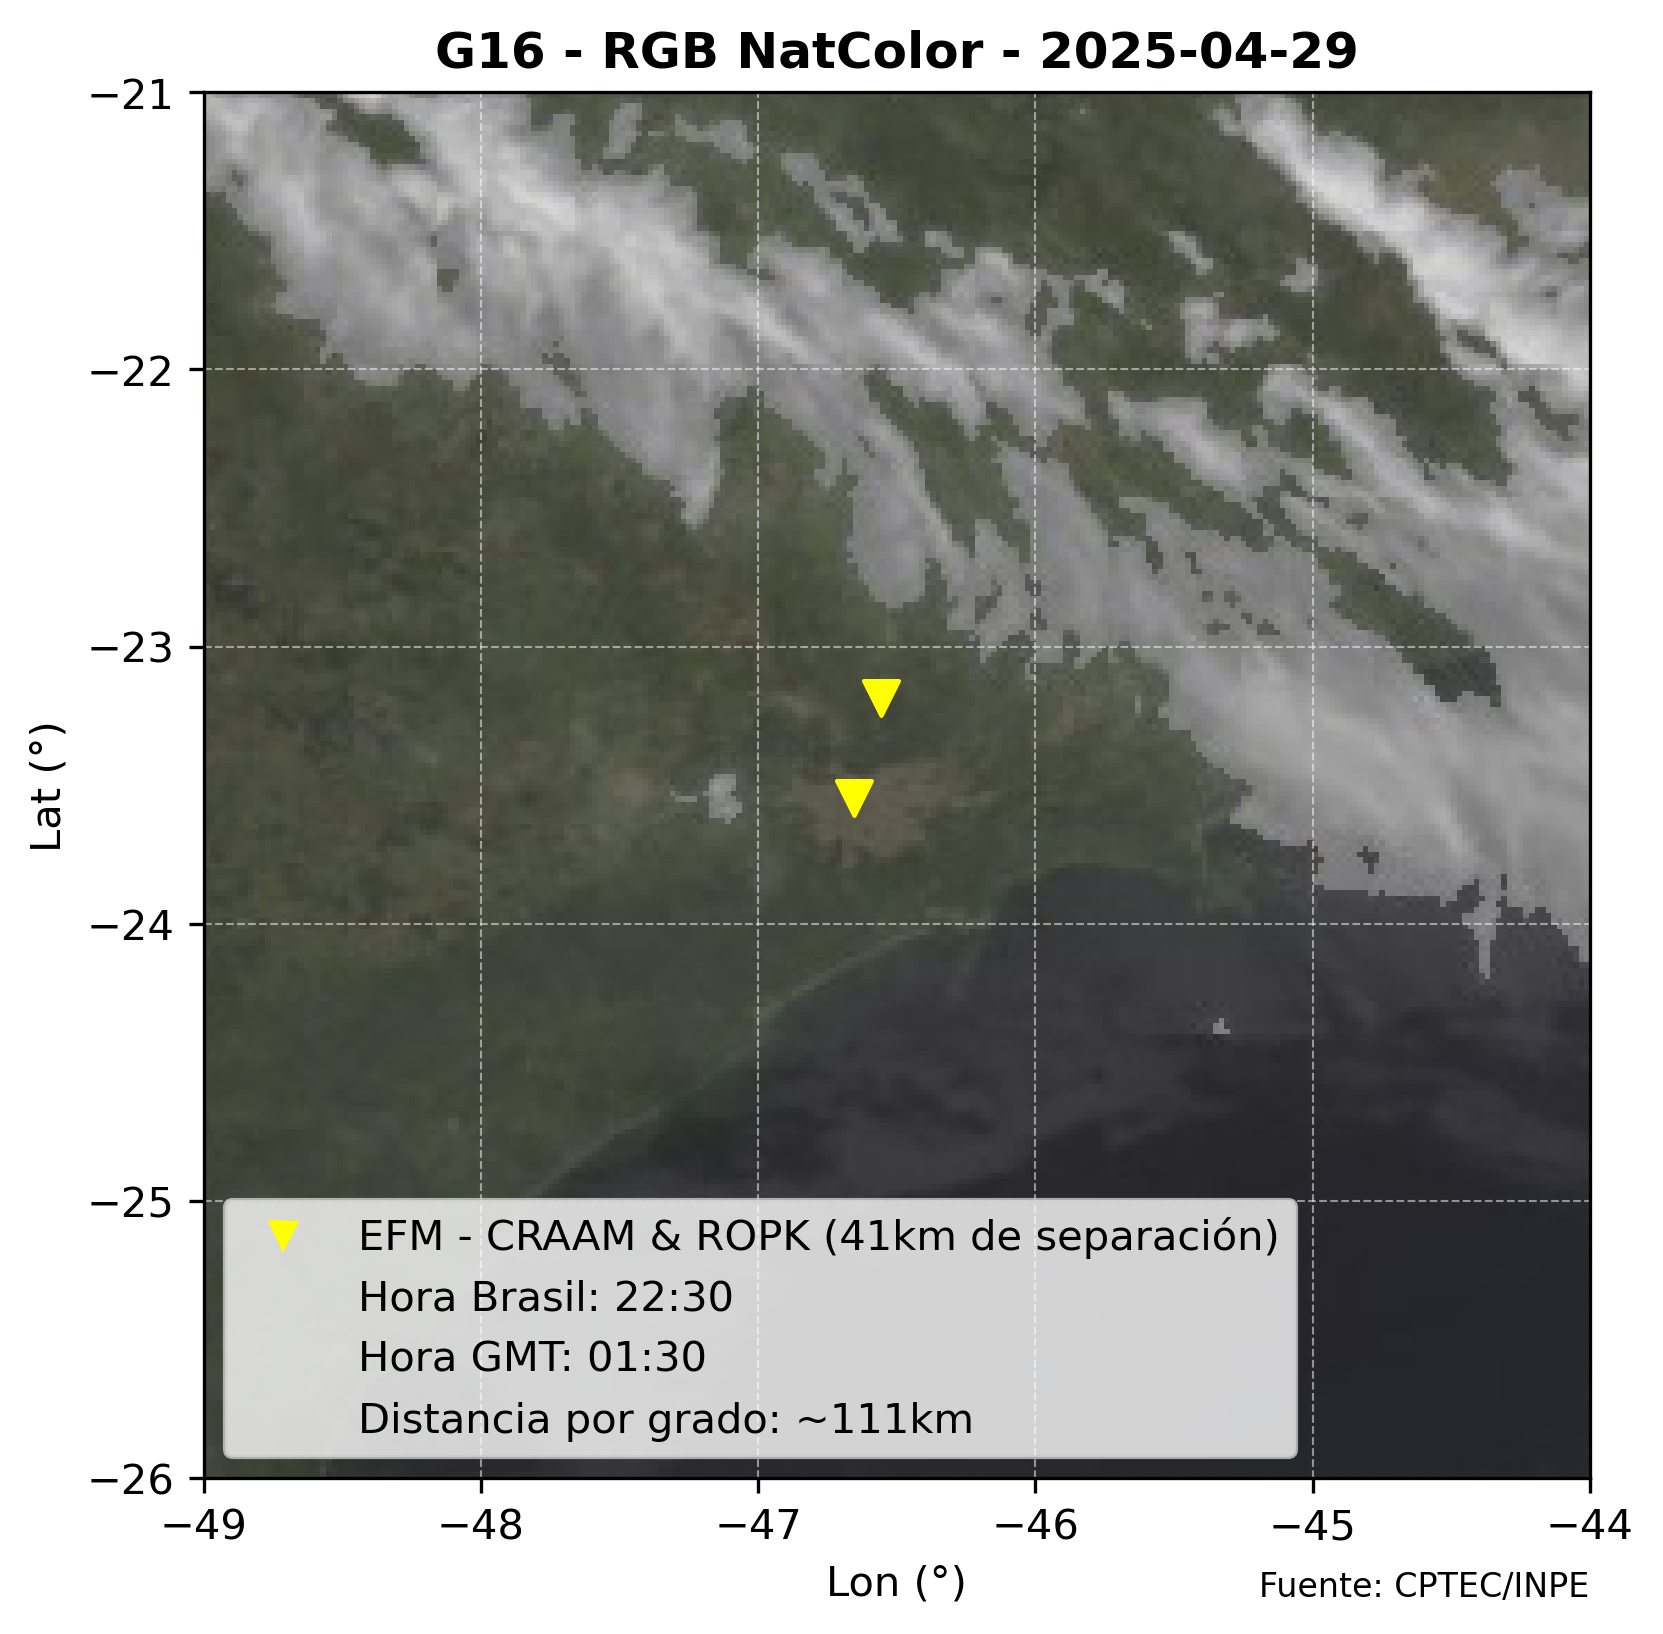 G16 - RGB NatColor - 2025-04-29
−21
−22
−23
−24
−25
−26
Lat (°)
EFM - CRAAM & ROPK (41km de separación)
Hora Brasil: 22:30
Hora GMT: 01:30
Distancia por grado: ~111km
−49 −48 −47 −46 −45 −44
Lon (°)
Fuente: CPTEC/INPE